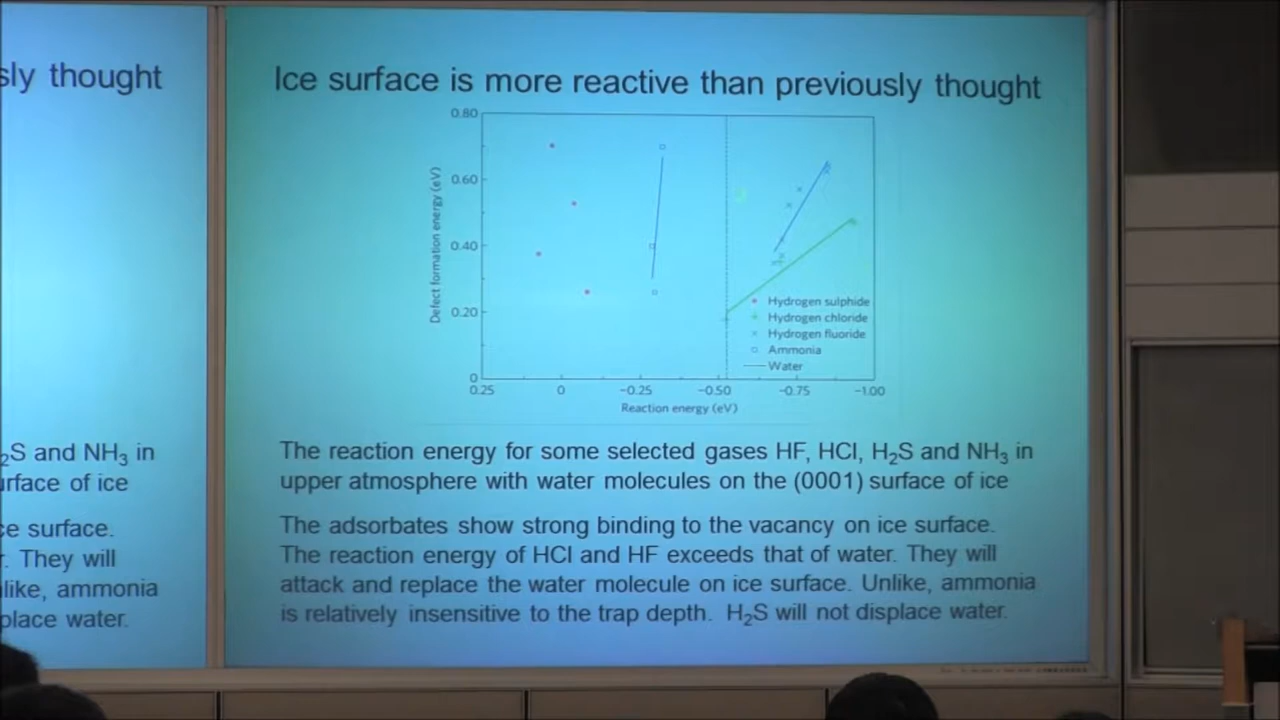 sly thought
₂S and NH₃ in
urface of ice
ce surface.
r. They will
like, ammonia
place water.
Ice surface is more reactive than previously thought
Defect formation energy (eV)
0.80
0.60
0.40
0.20
0
0.25 0 −0.25 −0.50 −0.75 −1.00
Reaction energy (eV)
Hydrogen sulphide
Hydrogen chloride
Hydrogen fluoride
Ammonia
Water
The reaction energy for some selected gases HF, HCl, H₂S and NH₃ in
upper atmosphere with water molecules on the (0001) surface of ice
The adsorbates show strong binding to the vacancy on ice surface.
The reaction energy of HCl and HF exceeds that of water. They will
attack and replace the water molecule on ice surface. Unlike, ammonia
is relatively insensitive to the trap depth. H₂S will not displace water.